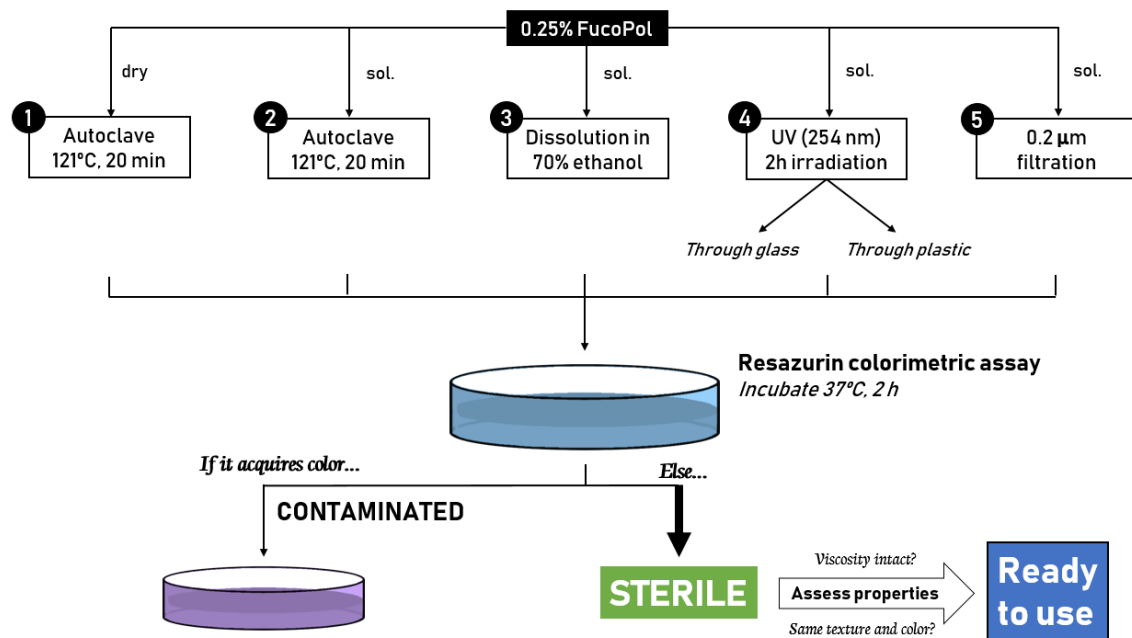 0.25% FucoPol
dry
sol.
sol.
sol.
sol.
1
Autoclave
121ºC, 20 min
2
Autoclave
121ºC, 20 min
3
Dissolution in
70% ethanol
4
UV (254 nm)
2h irradiation
5
0.2 µm
filtration
Through glass
Through plastic
Resazurin colorimetric assay
Incubate 37ºC, 2 h
If it acquires color...
Else...
CONTAMINATED
STERILE
Viscosity intact?
Assess properties
Same texture and color?
Ready
to use